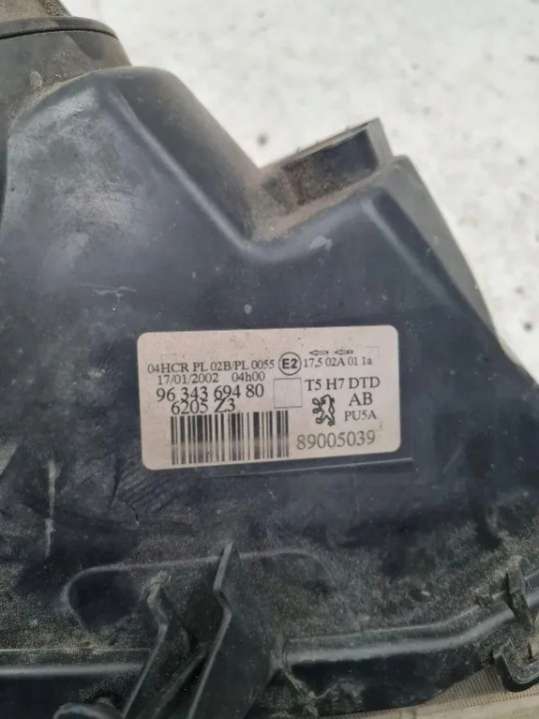 04HCR PL 02B/PL 0055 E2 17,5 02A 01 1a
17/01/2002 04h00
96 343 694 80 T5 H7 DTD
6205 Z3 AB
PU5A
89005039